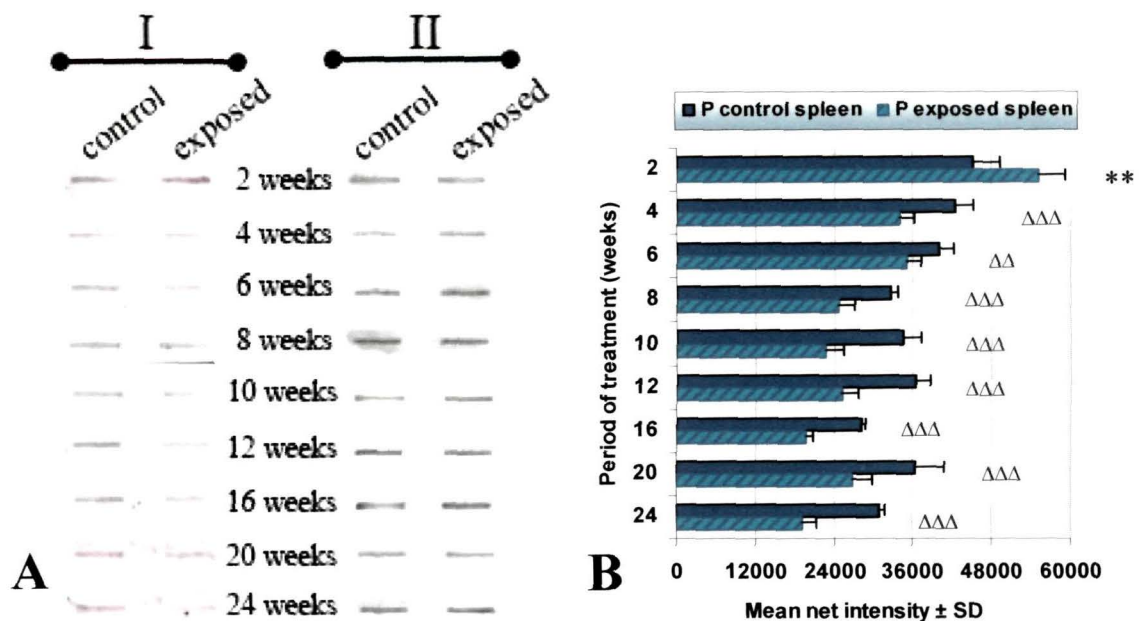 I II
control exposed control exposed
2 weeks
4 weeks
6 weeks
8 weeks
10 weeks
12 weeks
16 weeks
20 weeks
24 weeks
A
P control spleen P exposed spleen
Period of treatment (weeks)
2 **
4 ΔΔΔ
6 ΔΔ
8 ΔΔΔ
10 ΔΔΔ
12 ΔΔΔ
16 ΔΔΔ
20 ΔΔΔ
24 ΔΔΔ
B
0 12000 24000 36000 48000 60000
Mean net intensity ± SD